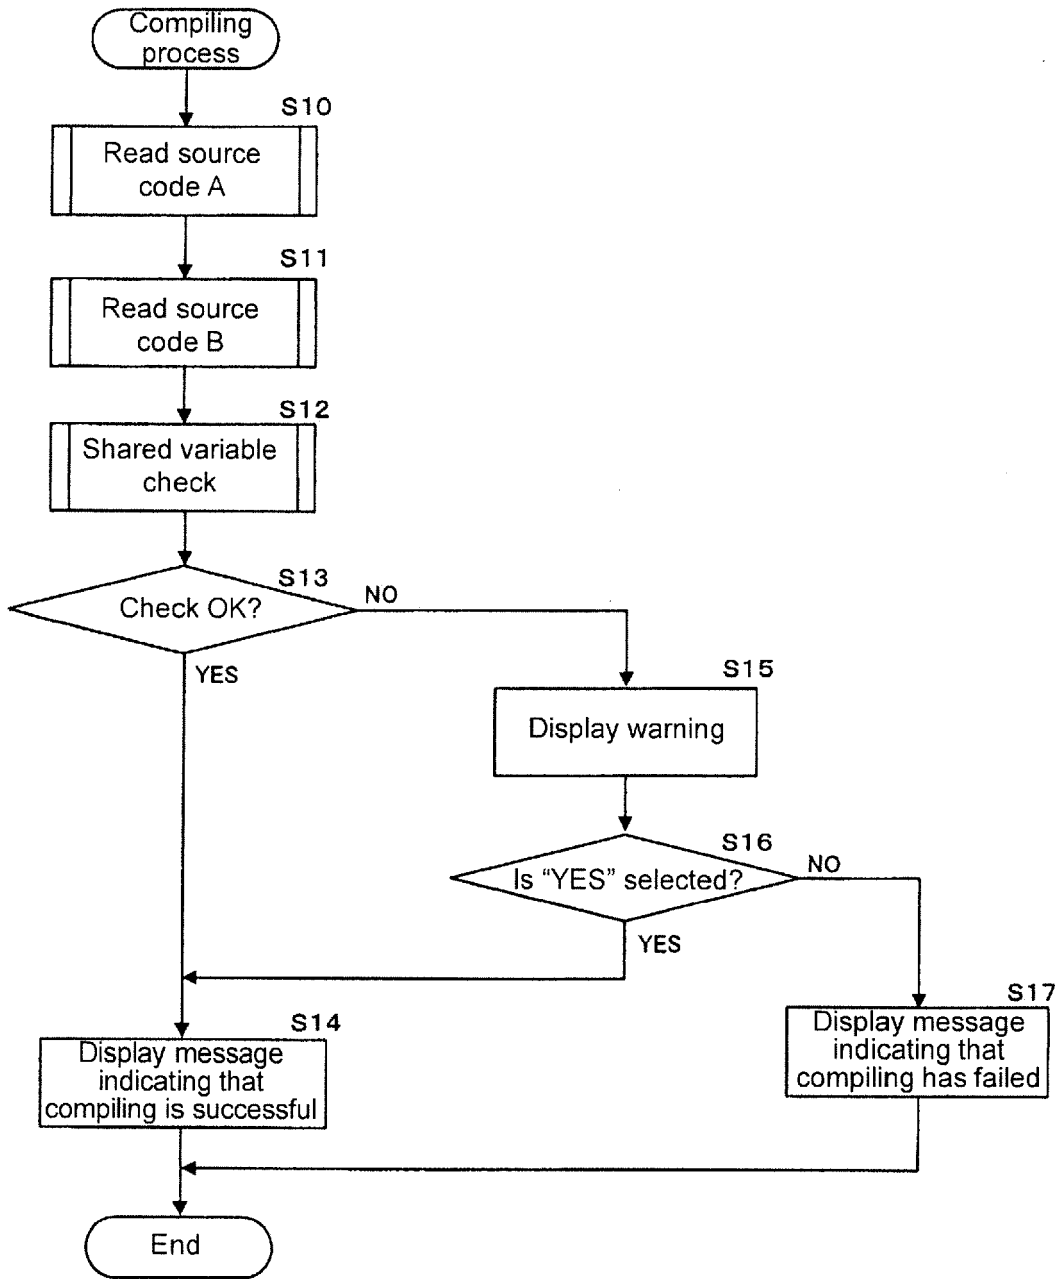 Compiling
process
S10
Read source
code A
S11
Read source
code B
S12
Shared variable
check
S13
Check OK?
NO
YES
S15
Display warning
S16
Is “YES” selected?
NO
YES
S14
Display message
indicating that
compiling is successful
S17
Display message
indicating that
compiling has failed
End